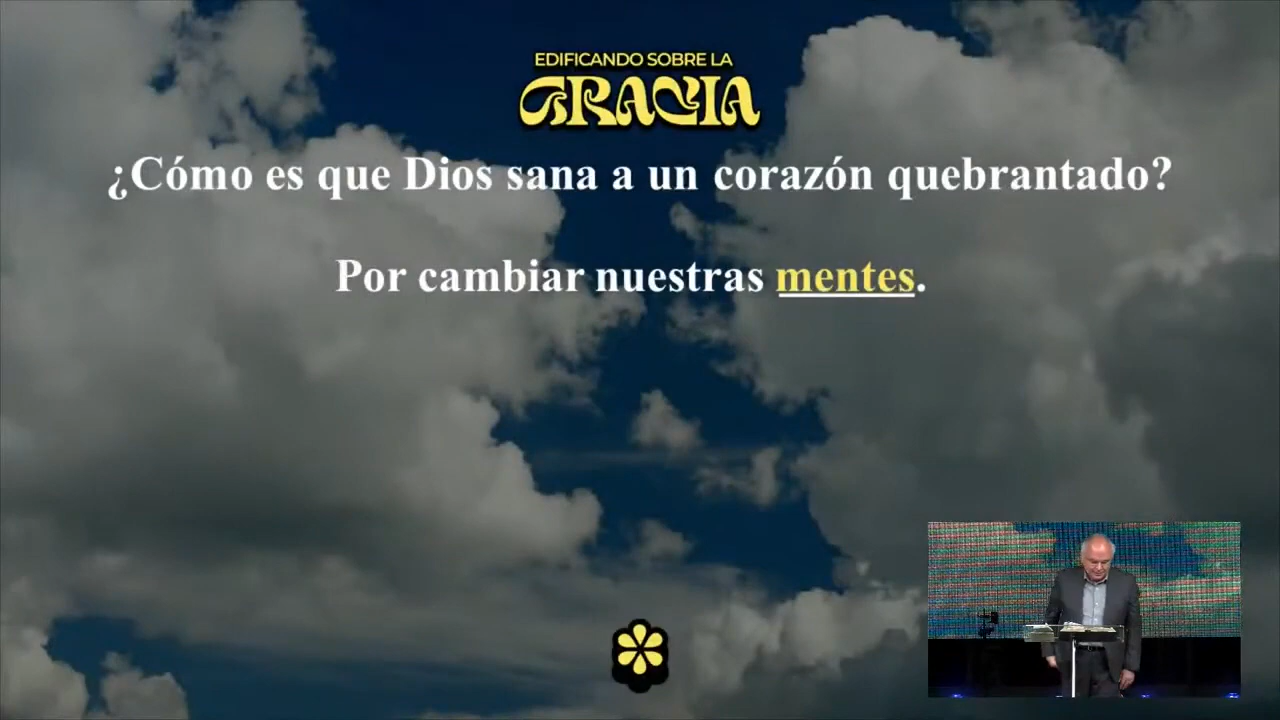 EDIFICANDO SOBRE LA
GRACIA
¿Cómo es que Dios sana a un corazón quebrantado?
Por cambiar nuestras mentes.